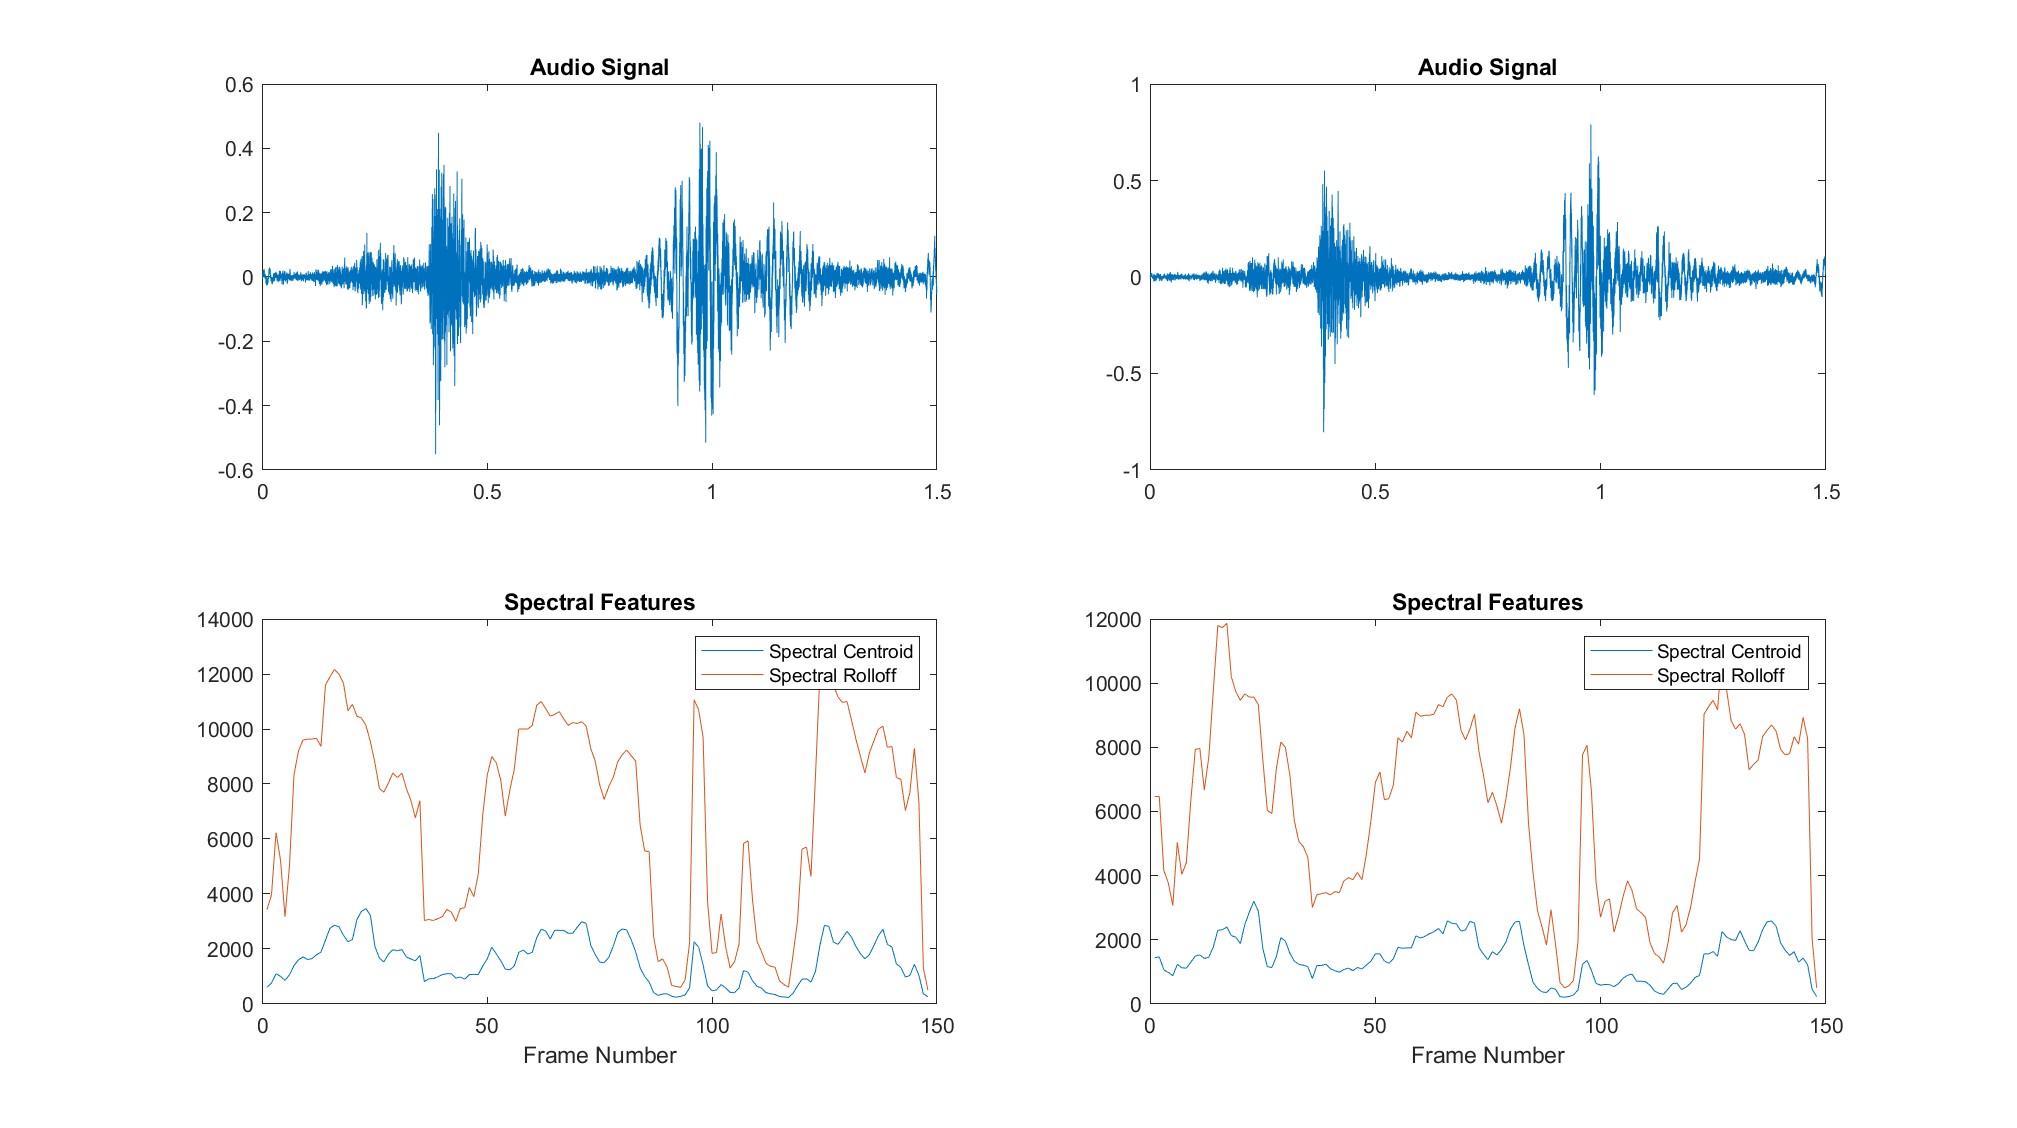 Audio Signal
0.6
0.4
0.2
0
-0.2
-0.4
-0.6
0 0.5 1 1.5
Audio Signal
1
0.5
0
-0.5
-1
0 0.5 1 1.5
Spectral Features
14000
12000
10000
8000
6000
4000
2000
0
Spectral Centroid
Spectral Rolloff
0 50 100 150
Frame Number
Spectral Features
12000
10000
8000
6000
4000
2000
0
Spectral Centroid
Spectral Rolloff
0 50 100 150
Frame Number